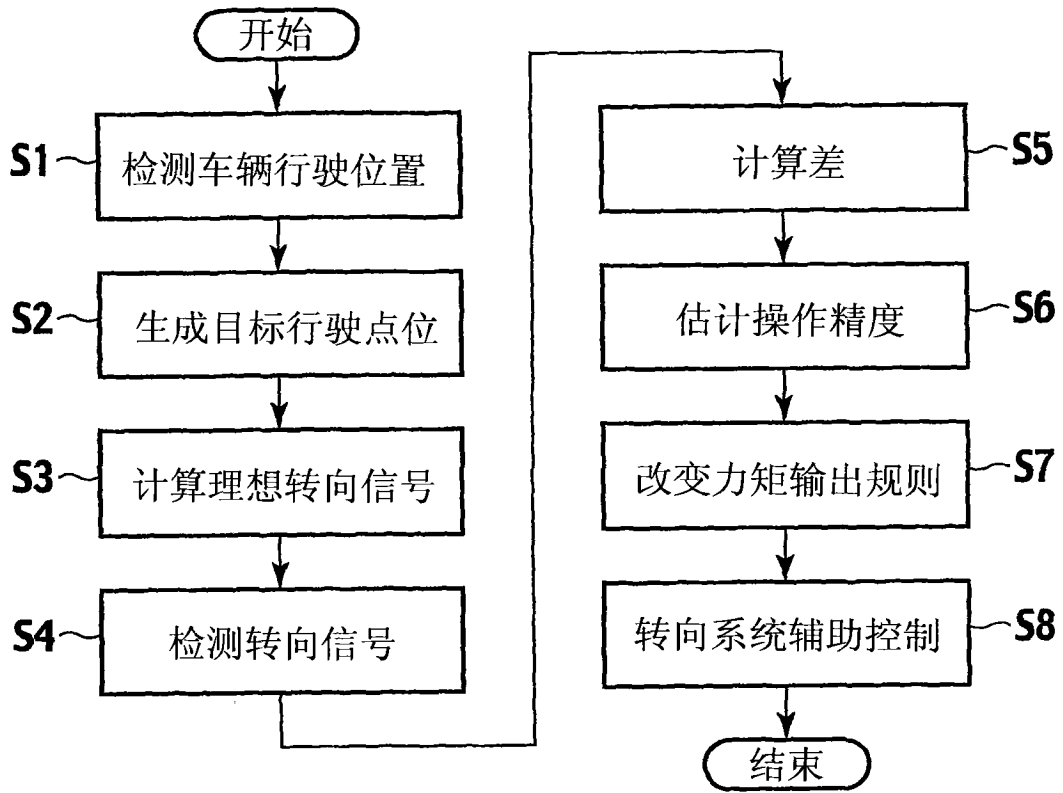 开始
S1
检测车辆行驶位置
S2
生成目标行驶点位
S3
计算理想转向信号
S4
检测转向信号
S5
计算差
S6
估计操作精度
S7
改变力矩输出规则
S8
转向系统辅助控制
结束